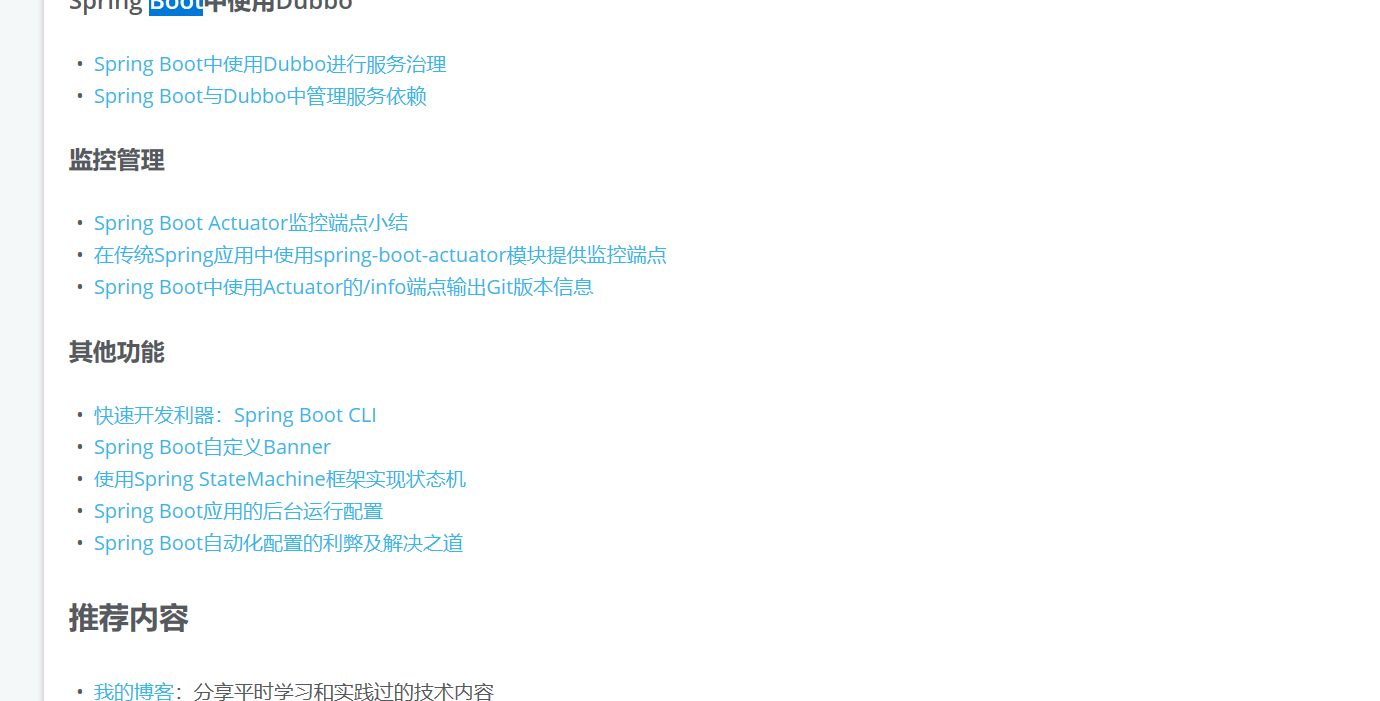 Spring Boot中使用Dubbo
• Spring Boot中使用Dubbo进行服务治理
• Spring Boot与Dubbo中管理服务依赖
监控管理
• Spring Boot Actuator监控端点小结
• 在传统Spring应用中使用spring-boot-actuator模块提供监控端点
• Spring Boot中使用Actuator的/info端点输出Git版本信息
其他功能
• 快速开发利器：Spring Boot CLI
• Spring Boot自定义Banner
• 使用Spring StateMachine框架实现状态机
• Spring Boot应用的后台运行配置
• Spring Boot自动化配置的利弊及解决之道
推荐内容
• 我的博客：分享平时学习和实践过的技术内容